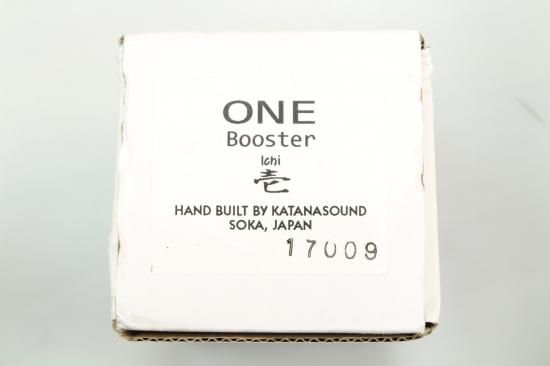 ONE
Booster
Ichi
壱
HAND BUILT BY KATANASOUND
SOKA, JAPAN
17009